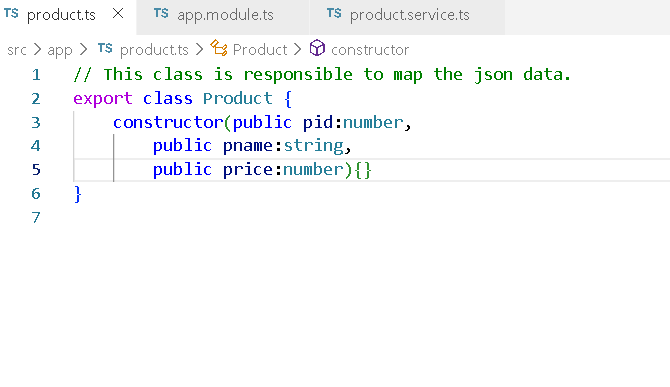 TS product.ts × TS app.module.ts TS product.service.ts
src > app > TS product.ts > Product > constructor
1 // This class is responsible to map the json data.
2 export class Product {
3     constructor(public pid:number,
4         public pname:string,
5         public price:number){}
6 }
7